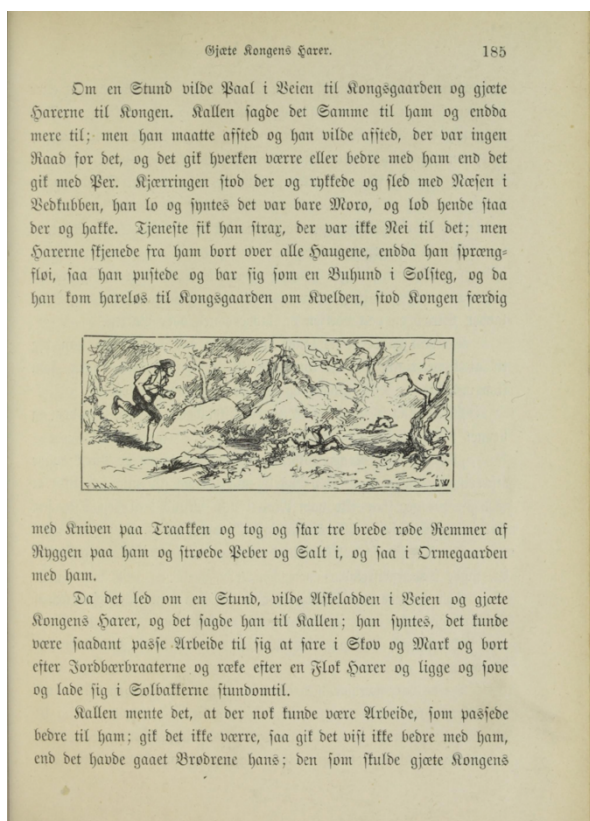 Gjæte Kongens Harer.
185
Om en Stund vilde Paal i Veien til Kongsgaarden og gjæte
Harerne til Kongen. Kallen sagde det Samme til ham og endda
mere til; men han maatte afsted og han vilde afsted, der var ingen
Raad for det, og det gik hverken værre eller bedre med ham end det
gik med Per. Kjærringen stod der og rykkede og sled med Næsen i
Vedkubben, han lo og syntes det var bare Moro, og lod hende staa
der og hakke. Tjeneste fik han strax, der var ikke Nei til det; men
Harerne skjenede fra ham bort over alle Haugene, endda han spræng-
fløi, saa han pustede og bar sig som en Buhund i Solsteg, og da
han kom hareløs til Kongsgaarden om Kvelden, stod Kongen færdig
med Kniven paa Traakken og tog og skar tre brede røde Remmer af
Ryggen paa ham og strøede Peber og Salt i, og saa i Ormegaarden
med ham.
Da det led om en Stund, vilde Askeladden i Veien og gjæte
Kongens Harer, og det sagde han til Kallen; han syntes, det kunde
være saadant passe Arbeide til sig at fare i Skov og Mark og bort
efter Jordbærbraaterne og ræke efter en Flok Harer og ligge og sove
og lade sig i Solbakkerne stundomtil.
Kallen mente det, at der nok kunde være Arbeide, som passede
bedre til ham; gik det ikke værre, saa gik det vist ikke bedre med ham,
end det havde gaaet Brødrene hans; den som skulde gjæte Kongens